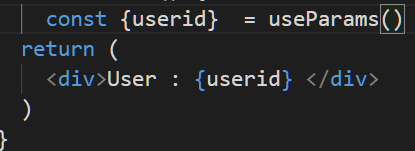 const {userid}  = useParams()
return (
<div>User : {userid} </div>
)
}